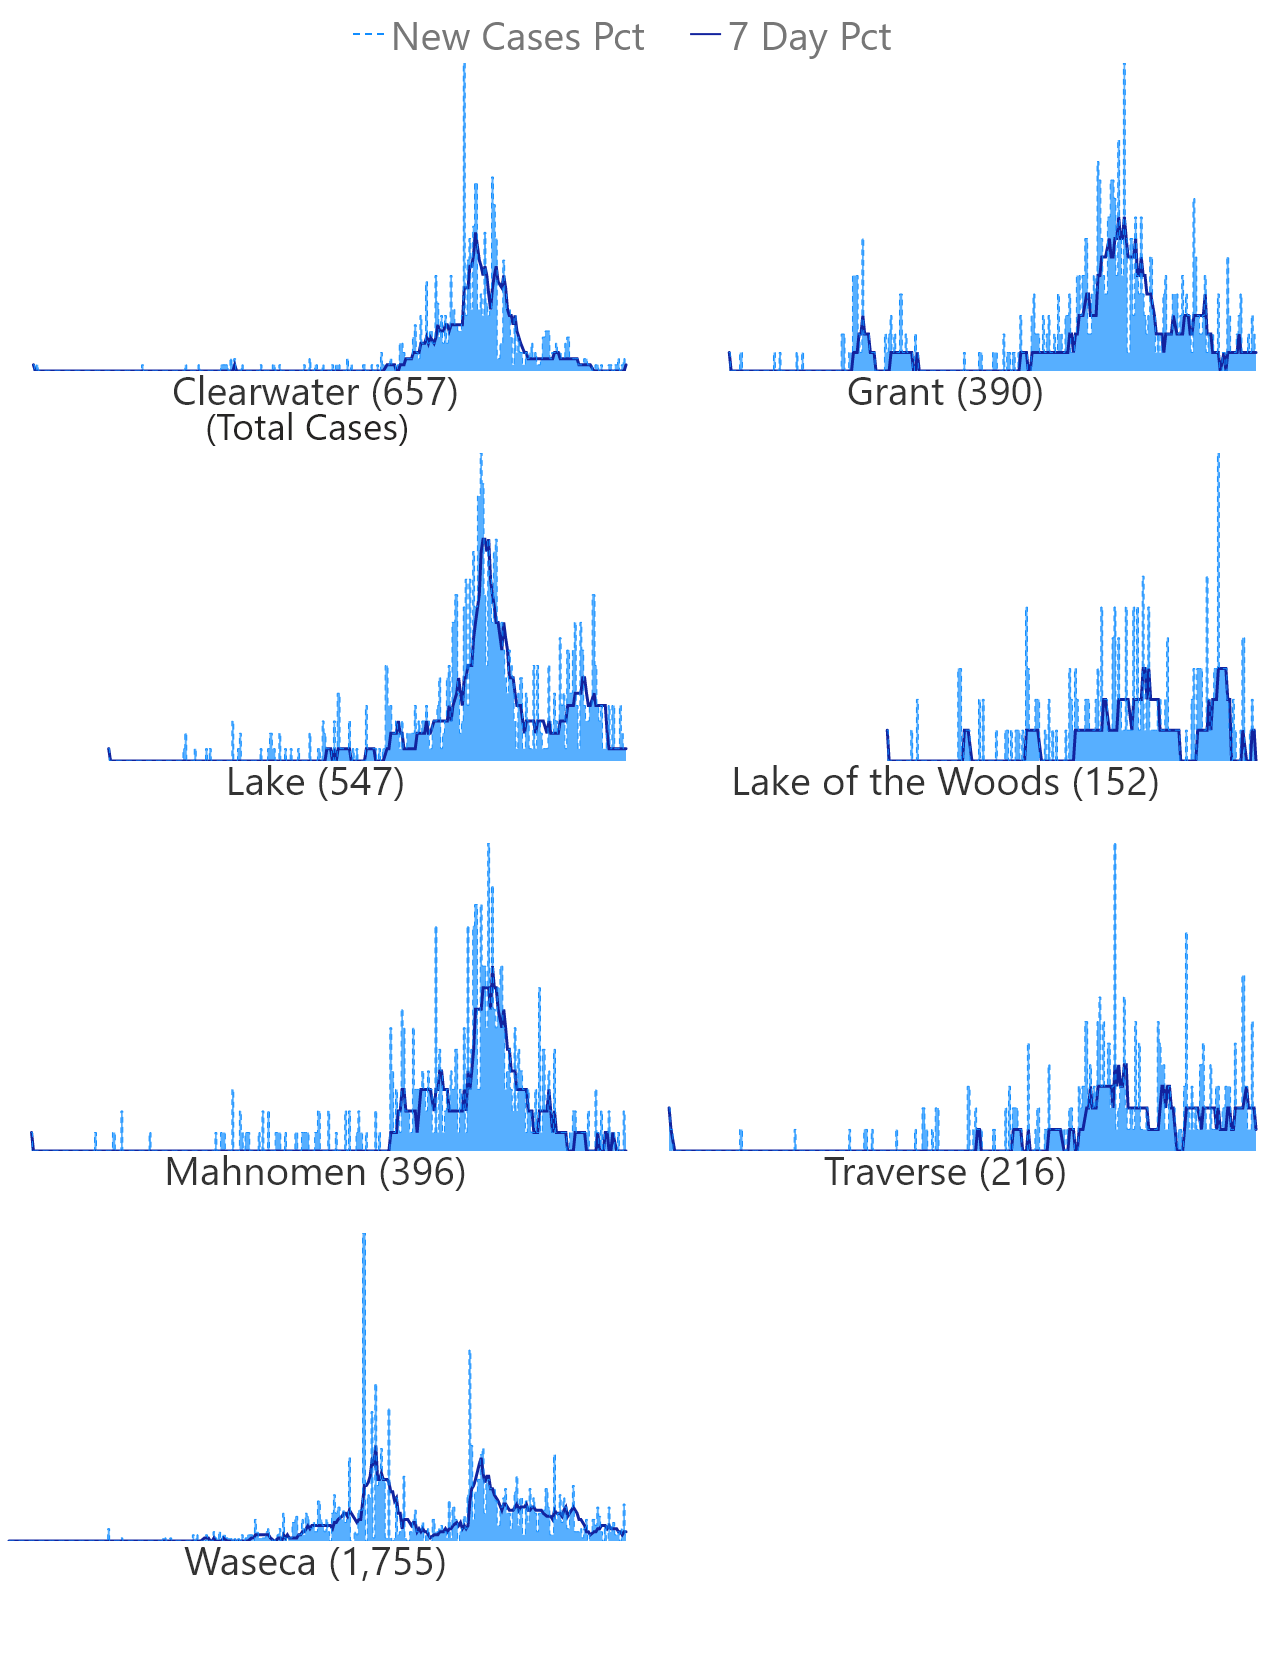 New Cases Pct 7 Day Pct
Clearwater (657)
(Total Cases)
Grant (390)
Lake (547)
Lake of the Woods (152)
Mahnomen (396)
Traverse (216)
Waseca (1,755)